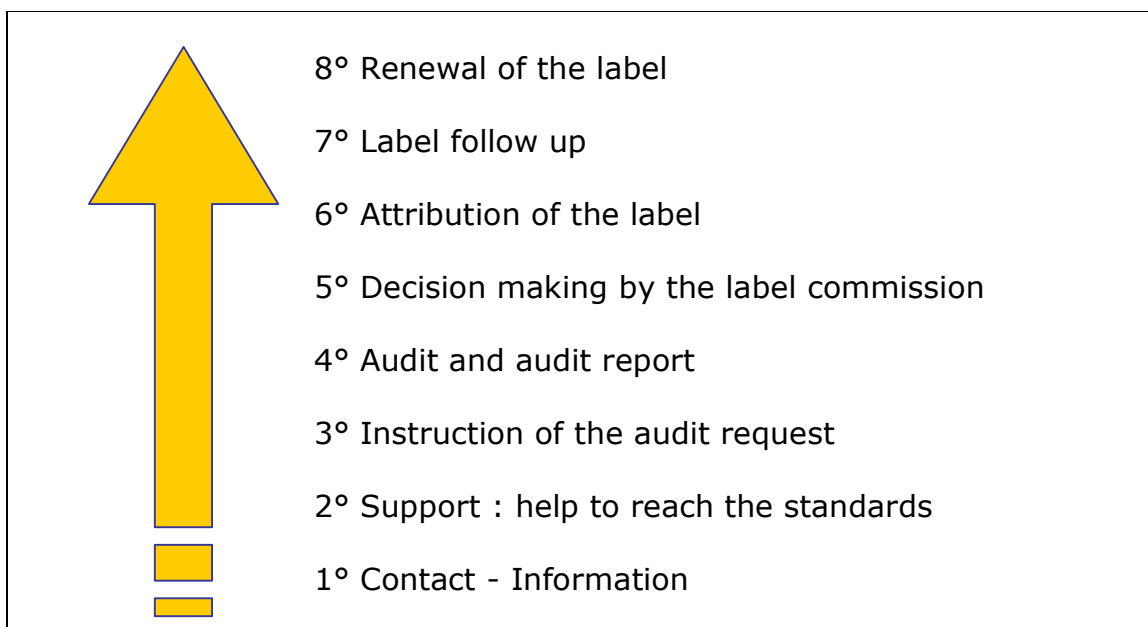 8° Renewal of the label
7° Label follow up
6° Attribution of the label
5° Decision making by the label commission
4° Audit and audit report
3° Instruction of the audit request
2° Support : help to reach the standards
1° Contact - Information